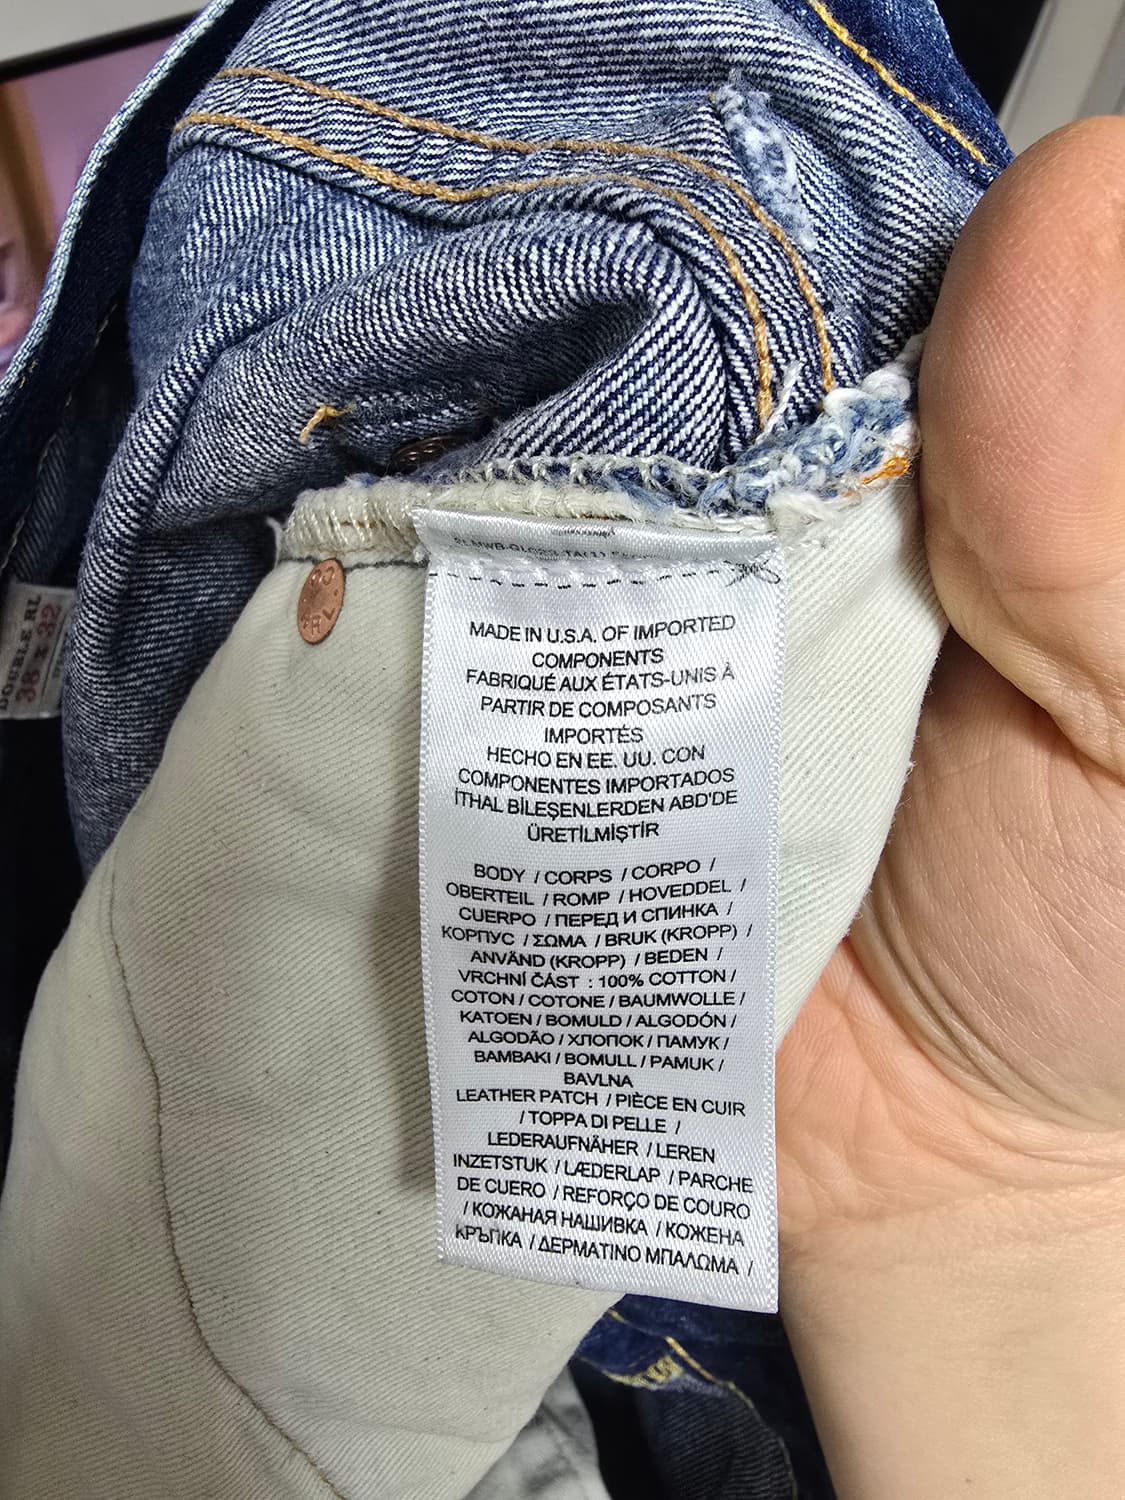 MADE IN U.S.A. OF IMPORTED
COMPONENTS
FABRIQUÉ AUX ÉTATS-UNIS À
PARTIR DE COMPOSANTS
IMPORTÉS
HECHO EN EE. UU. CON
COMPONENTES IMPORTADOS
İTHAL BİLEŞENLERDEN ABD'DE
ÜRETİLMİŞTİR
BODY / CORPS / CORPO /
OBERTEIL / ROMP / HOVEDDEL /
CUERPO / ПЕРЕД И СПИНКА /
КОРПУС / ΣΩΜΑ / BRUK (KROPP) /
ANVÄND (KROPP) / BEDEN /
VRCHNÍ ČÁST : 100% COTTON /
COTON / COTONE / BAUMWOLLE /
KATOEN / BOMULD / ALGODÓN /
ALGODÃO / ХЛОПОК / ПАМУК /
BAMBAKI / BOMULL / PAMUK /
BAVLNA
LEATHER PATCH / PIÈCE EN CUIR
/ TOPPA DI PELLE /
LEDERAUFNÄHER / LEREN
INZETSTUK / LÆDERLAP / PARCHE
DE CUERO / REFORÇO DE COURO
/ КОЖАНАЯ НАШИВКА / КОЖЕНА
КРЪПКА / ΔΕΡΜΑΤΙΝΟ ΜΠΑΛΩΜΑ /
DOUBLE RL
38 x 32